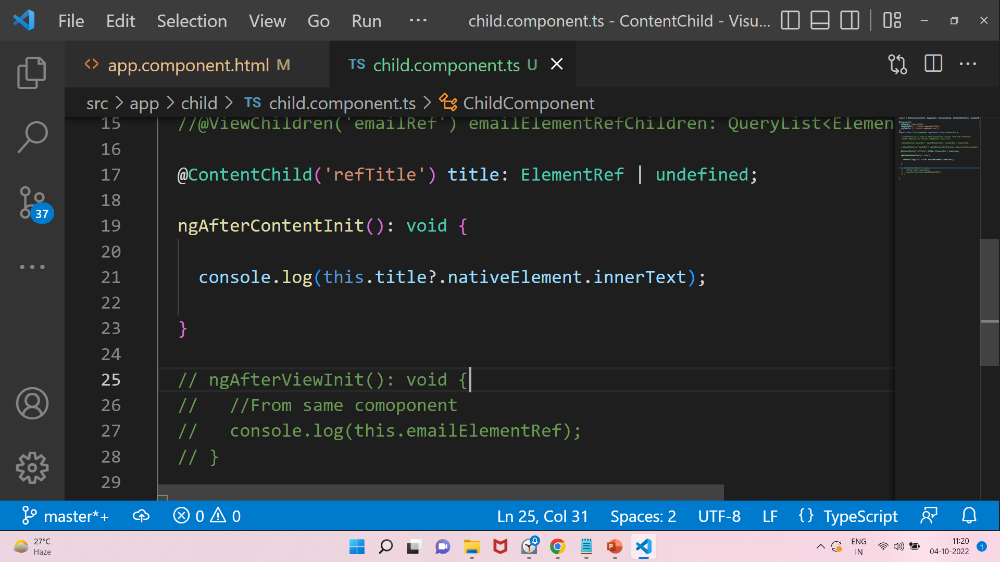 File Edit Selection View Go Run ··· child.component.ts - ContentChild - Visu...
<> app.component.html M TS child.component.ts U
src > app > child > TS child.component.ts > ChildComponent
15 //@ViewChildren('emailRef') emailElementRefChildren: QueryList<Elemen
16
17 @ContentChild('refTitle') title: ElementRef | undefined;
18
19 ngAfterContentInit(): void {
20
21 console.log(this.title?.nativeElement.innerText);
22
23 }
24
25 // ngAfterViewInit(): void {
26 // //From same comoponent
27 // console.log(this.emailElementRef);
28 // }
29
37
master*+ 0 0 Ln 25, Col 31 Spaces: 2 UTF-8 LF {} TypeScript
27°C
Haze
ENG
IN
11:20
04-10-2022
1